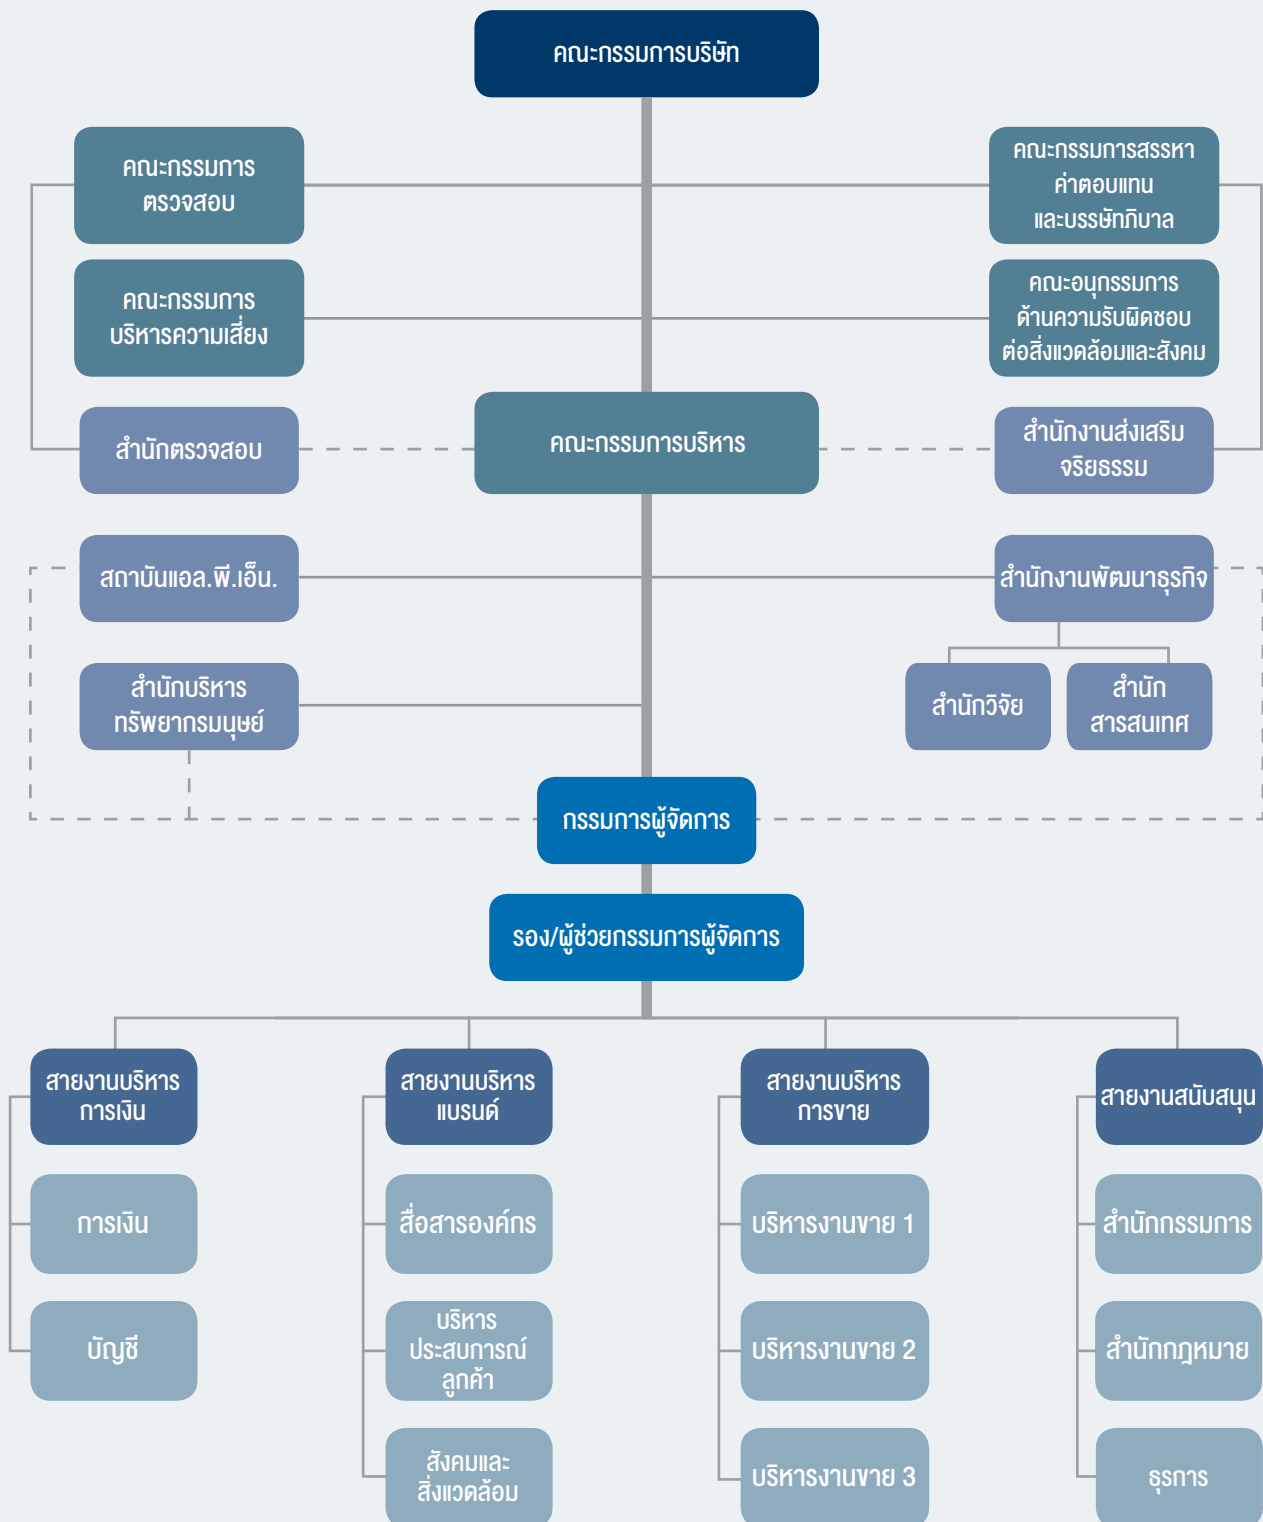 คณะกรรมการบริษัท
คณะกรรมการ
ตรวจสอบ
คณะกรรมการสรรหา
ค่าตอบแทน
และบรรษัทภิบาล
คณะกรรมการ
บริหารความเสี่ยง
คณะอนุกรรมการ
ด้านความรับผิดชอบ
ต่อสิ่งแวดล้อมและสังคม
สำนักตรวจสอบ
คณะกรรมการบริหาร
สำนักงานส่งเสริม
จริยธรรม
สถาบันแอล.พี.เอ็น.
สำนักงานพัฒนาธุรกิจ
สำนักบริหาร
ทรัพยากรมนุษย์
สำนักวิจัย
สำนัก
สารสนเทศ
กรรมการผู้จัดการ
รอง/ผู้ช่วยกรรมการผู้จัดการ
สายงานบริหาร
การเงิน
สายงานบริหาร
แบรนด์
สายงานบริหาร
การขาย
สายงานสนับสนุน
การเงิน
สื่อสารองค์กร
บริหารงานขาย 1
สำนักกรรมการ
บัญชี
บริหาร
ประสบการณ์
ลูกค้า
บริหารงานขาย 2
สำนักกฎหมาย
สังคมและ
สิ่งแวดล้อม
บริหารงานขาย 3
ธุรการ